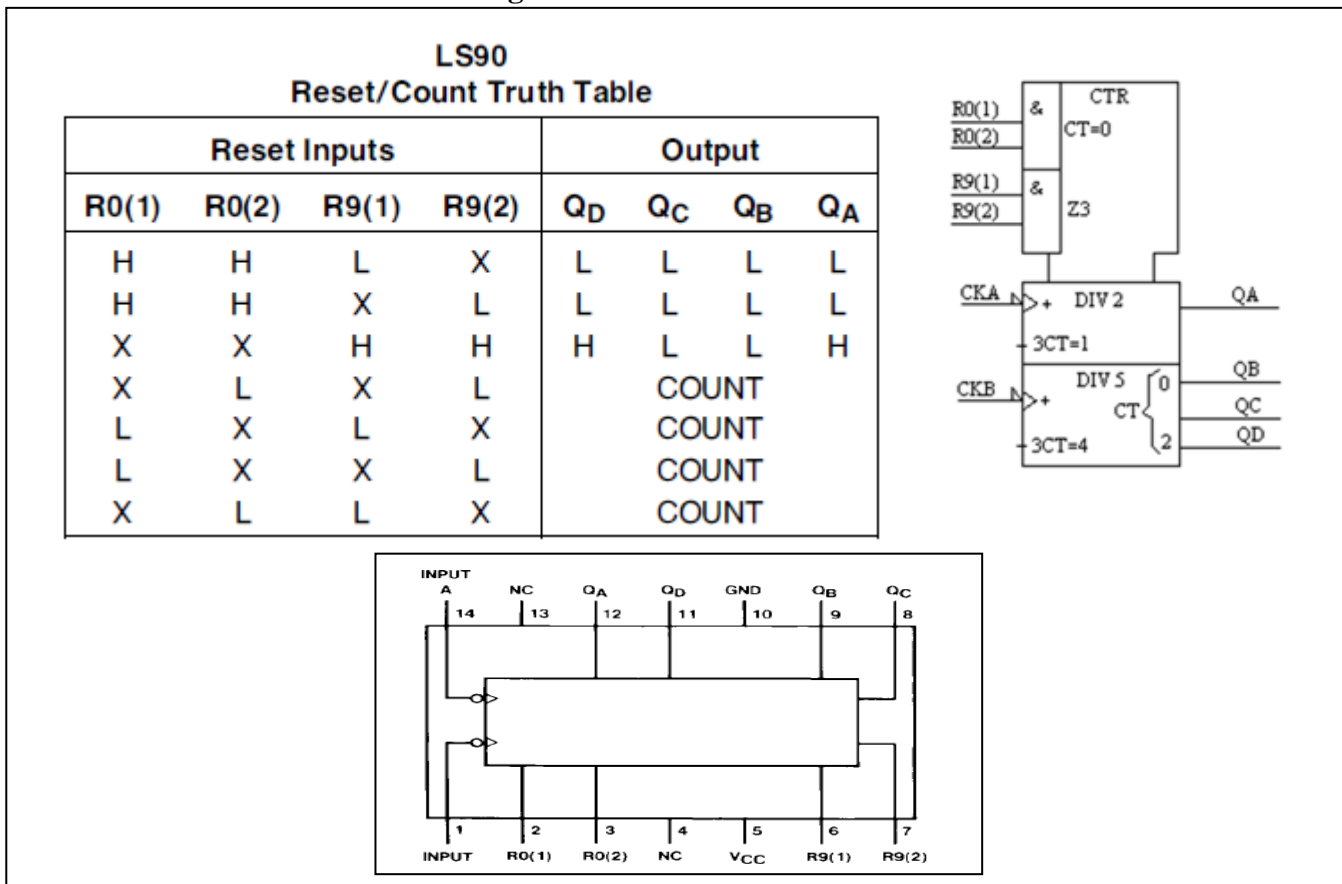 LS90
Reset/Count Truth Table
Reset Inputs Output
R0(1) R0(2) R9(1) R9(2) QD QC QB QA
H H L X L L L L
H H X L L L L L
X X H H H L L H
X L X L COUNT
L X L X COUNT
L X X L COUNT
X L L X COUNT
CTR
R0(1) &
CT=0
R0(2)
R9(1) &
R9(2) Z3
CKA + DIV 2 QA
3CT=1
DIV 5 0 QB
CKB + CT QC
3CT=4 2 QD
INPUT
A NC QA QD GND QB QC
14 13 12 11 10 9 8
1 2 3 4 5 6 7
INPUT R0(1) R0(2) NC VCC R9(1) R9(2)